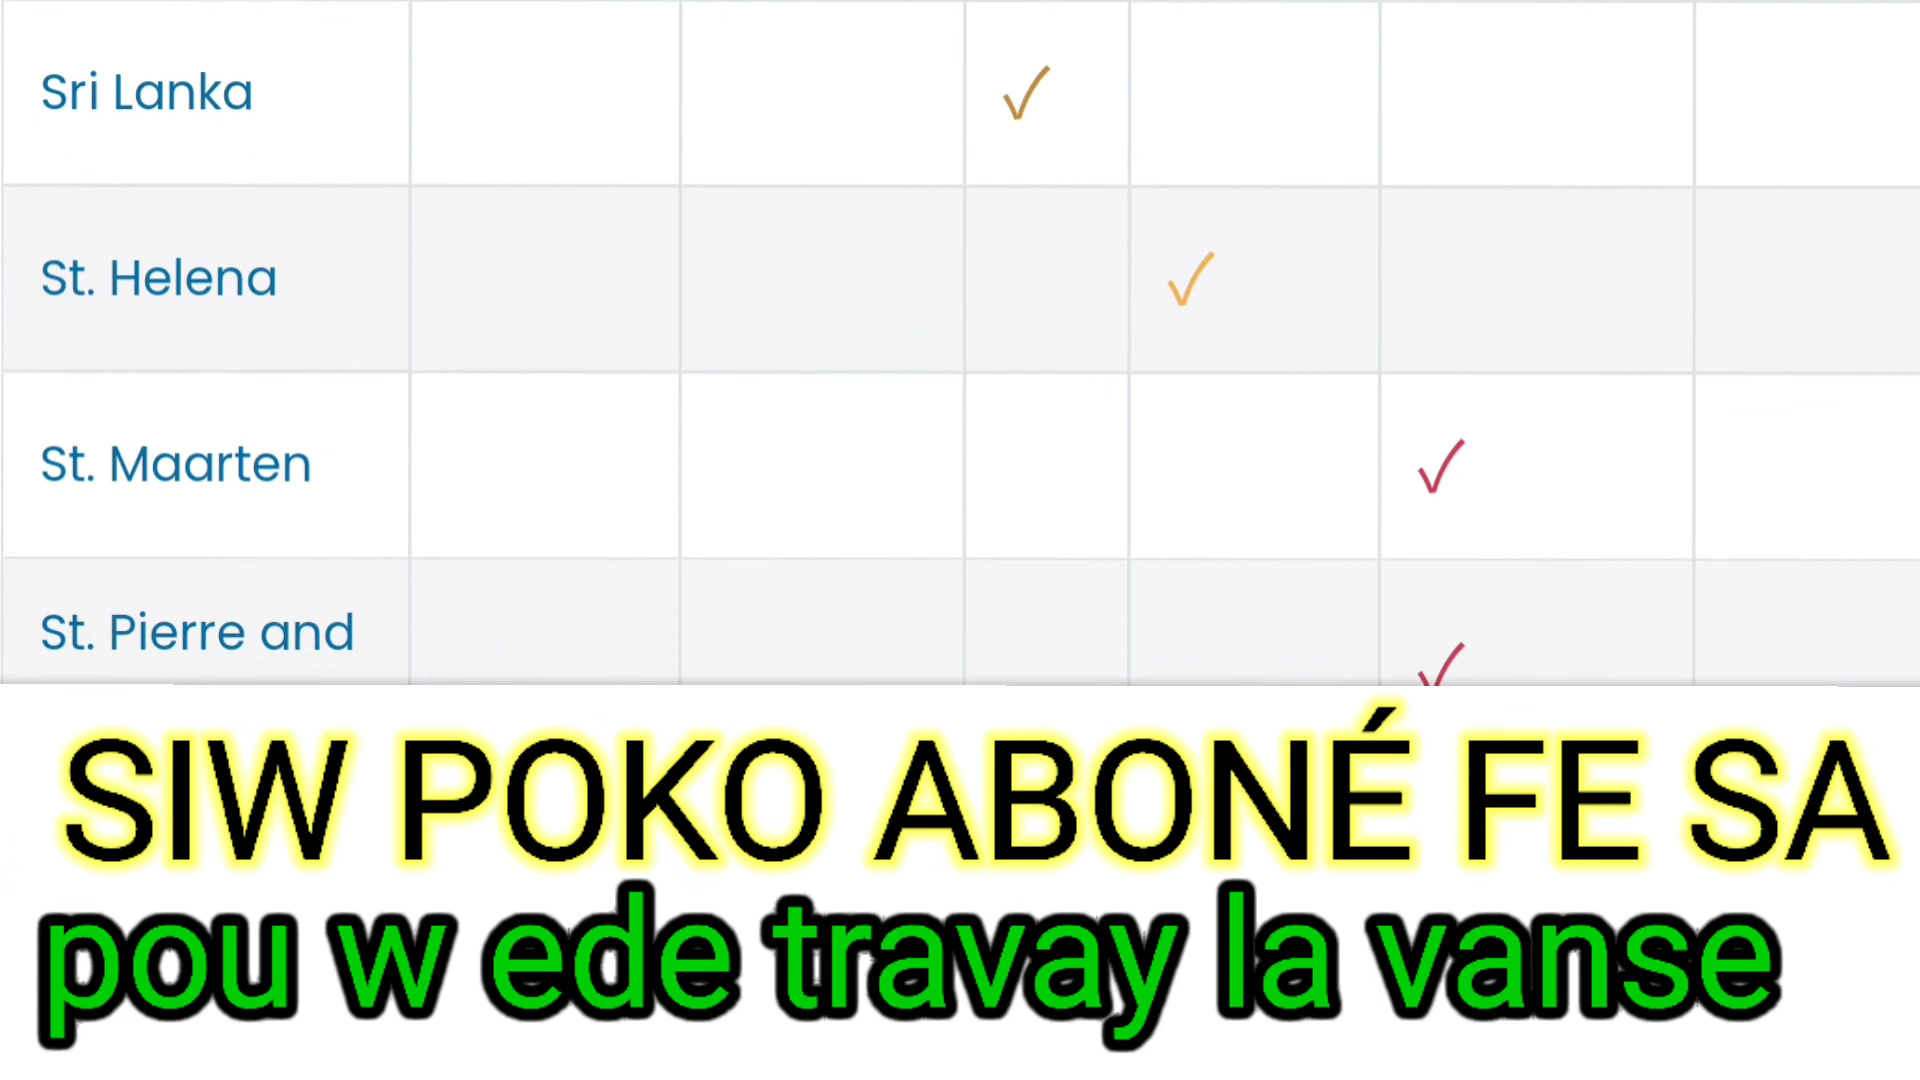 Sri Lanka
St. Helena
St. Maarten
St. Pierre and
SIW POKO ABONÉ FE SA
pou w ede travay la vanse